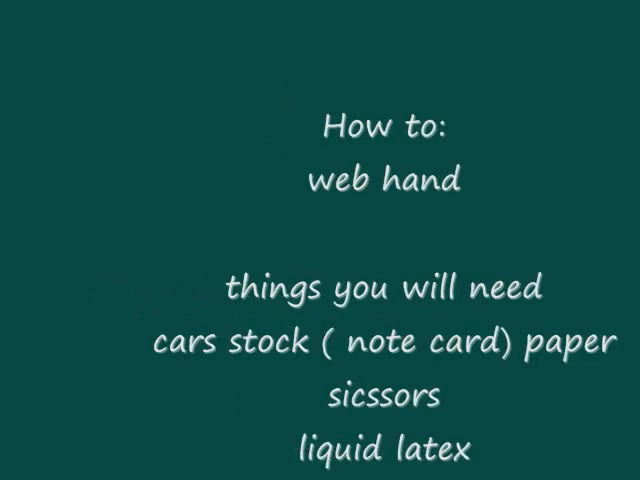 How to:
web hand
things you will need
cars stock ( note card) paper
sicssors
liquid latex